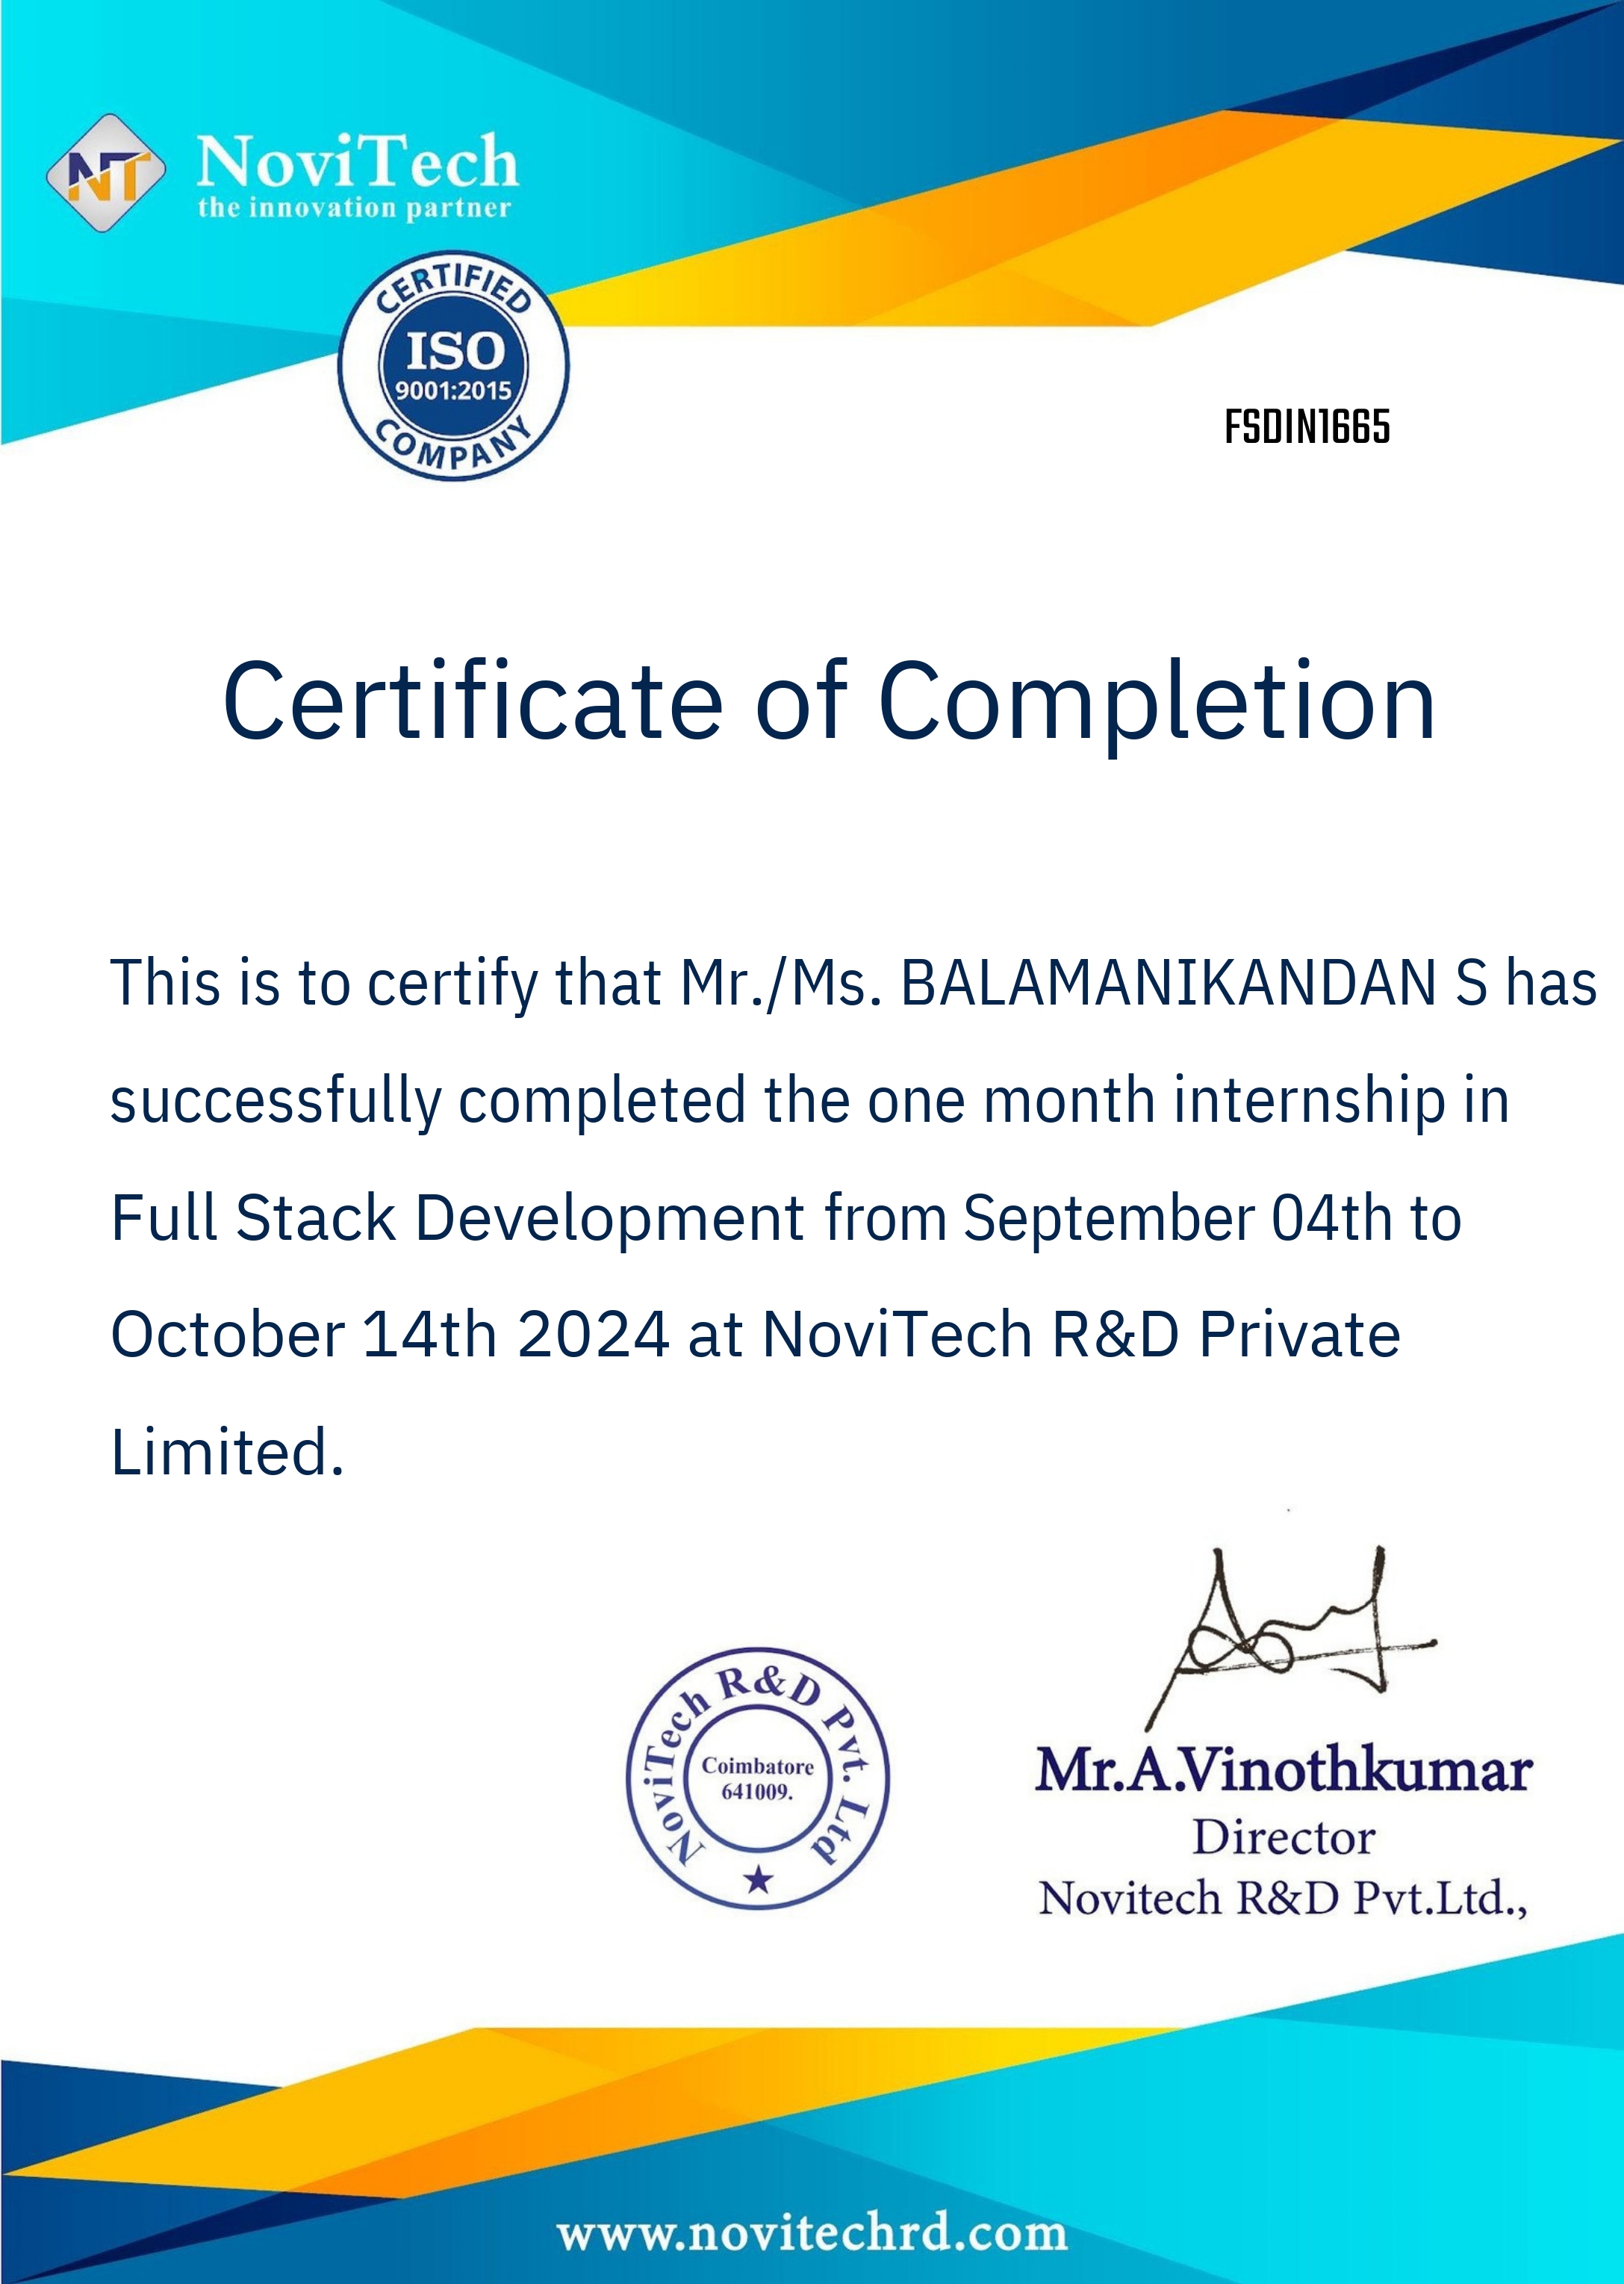 NT
NoviTech
the innovation partner
CERTIFIED
ISO
9001:2015
COMPANY
FSDIN1665
Certificate of Completion
This is to certify that Mr./Ms. BALAMANIKANDAN S has
successfully completed the one month internship in
Full Stack Development from September 04th to
October 14th 2024 at NoviTech R&D Private
Limited.
NoviTech R&D Pvt. Ltd
Coimbatore
641009.
Mr.A.Vinothkumar
Director
Novitech R&D Pvt.Ltd.,
www.novitechrd.com